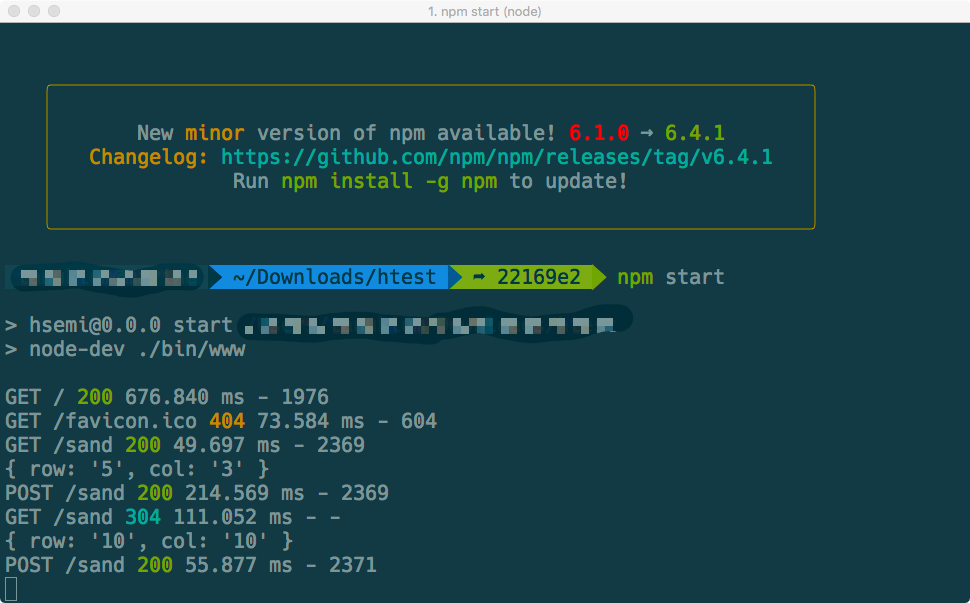 1. npm start (node)
New minor version of npm available! 6.1.0 → 6.4.1
Changelog: https://github.com/npm/npm/releases/tag/v6.4.1
Run npm install -g npm to update!
~/Downloads/htest ➦ 22169e2 npm start
> hsemi@0.0.0 start
> node-dev ./bin/www
GET / 200 676.840 ms - 1976
GET /favicon.ico 404 73.584 ms - 604
GET /sand 200 49.697 ms - 2369
{ row: '5', col: '3' }
POST /sand 200 214.569 ms - 2369
GET /sand 304 111.052 ms - -
{ row: '10', col: '10' }
POST /sand 200 55.877 ms - 2371